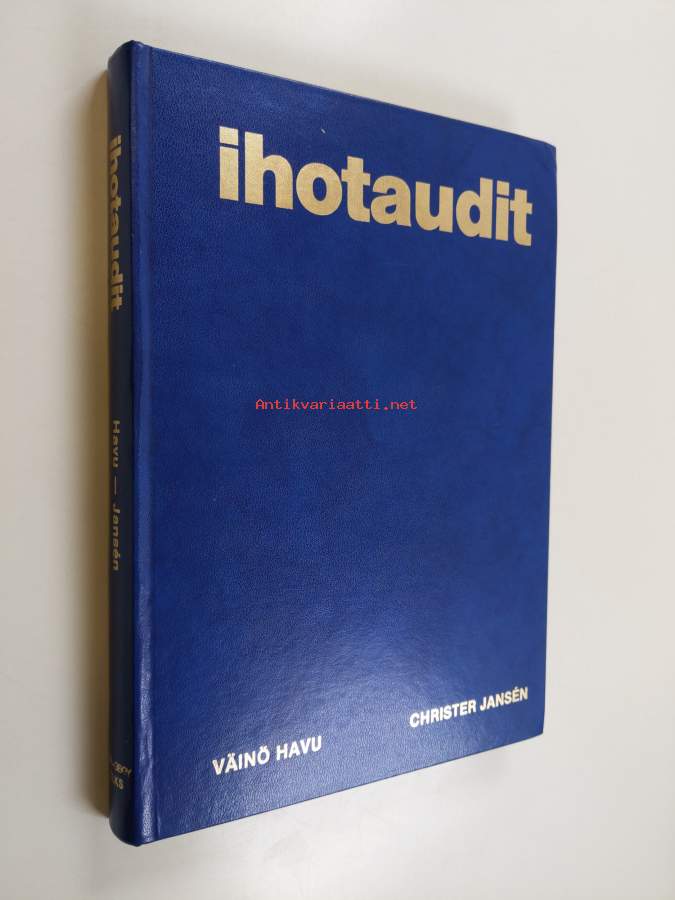 ihotaudit
Antikvariaatti.net
CHRISTER JANSÉN
VÄINÖ HAVU
ihotaudit
Havu — Jansén